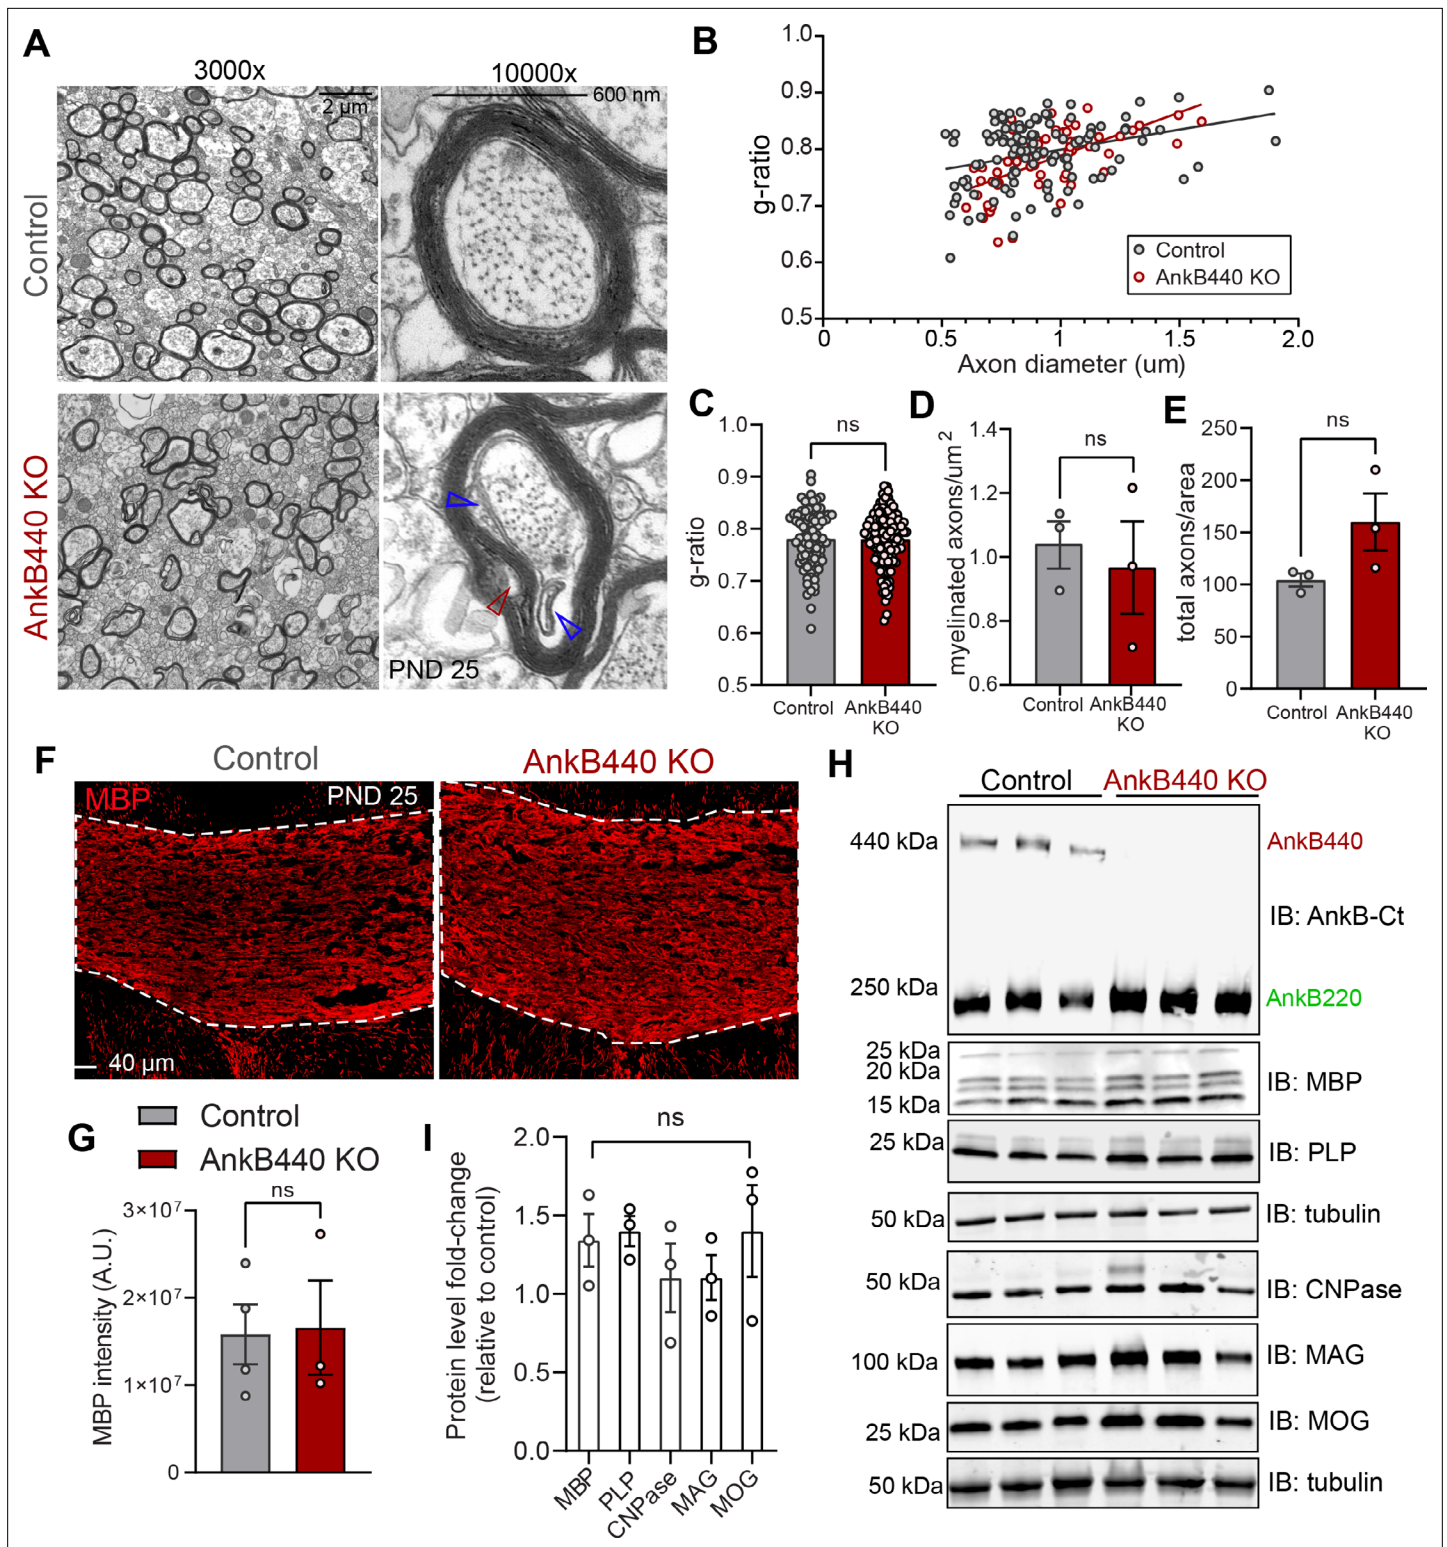 A
3000x
10000x
2 µm
600 nm
Control
AnkB440 KO
PND 25
B
1.0
0.9
0.8
0.7
0.6
0.5
g-ratio
Control
AnkB440 KO
0
0.5
1
1.5
2.0
Axon diameter (um)
C
1.0
0.9
0.8
0.7
0.6
0.5
g-ratio
ns
Control
AnkB440
KO
D
1.4
1.2
1.0
0.8
0.6
myelinated axons/um²
ns
Control
AnkB440
KO
E
250
200
150
100
50
0
total axons/area
ns
Control
AnkB440
KO
F
Control
AnkB440 KO
MBP
PND 25
40 µm
Control
AnkB440 KO
G
3×10⁷
2×10⁷
1×10⁷
0
MBP intensity (A.U.)
ns
I
2.0
1.5
1.0
0.5
0.0
Protein level fold-change
(relative to control)
ns
MBP
PLP
CNPase
MAG
MOG
H
Control
AnkB440 KO
440 kDa
AnkB440
IB: AnkB-Ct
250 kDa
AnkB220
25 kDa
20 kDa
15 kDa
IB: MBP
25 kDa
IB: PLP
50 kDa
IB: tubulin
50 kDa
IB: CNPase
100 kDa
IB: MAG
25 kDa
IB: MOG
50 kDa
IB: tubulin